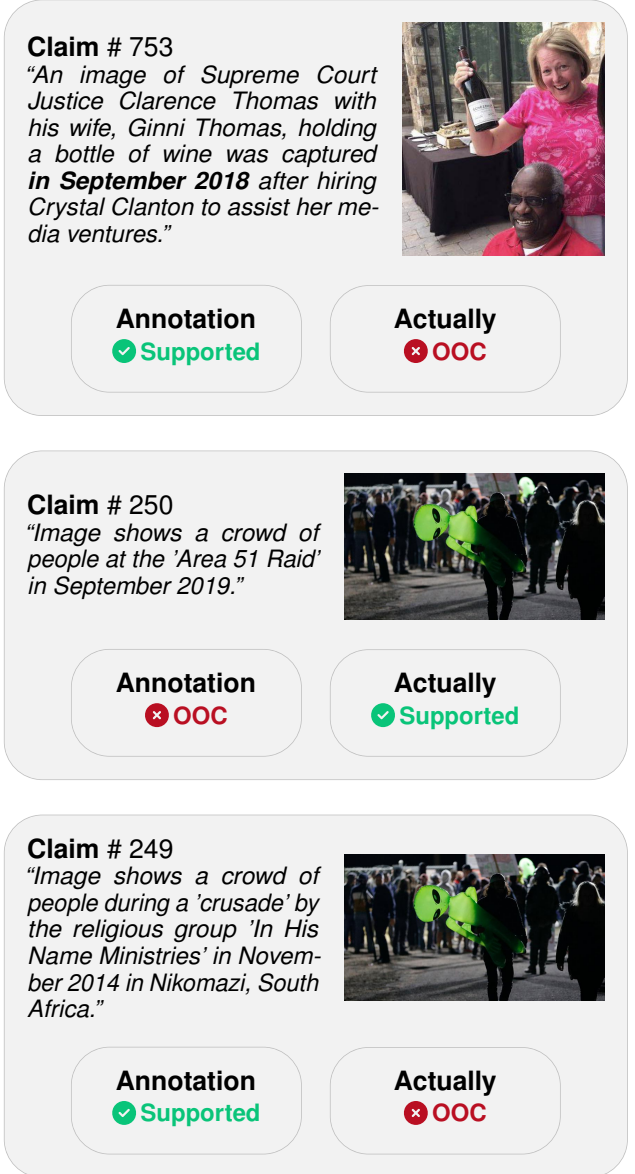 Claim # 753
“An image of Supreme Court
Justice Clarence Thomas with
his wife, Ginni Thomas, holding
a bottle of wine was captured
in September 2018 after hiring
Crystal Clanton to assist her me-
dia ventures.”
Annotation
Supported
Actually
OOC
Claim # 250
“Image shows a crowd of
people at the ’Area 51 Raid’
in September 2019.”
Annotation
OOC
Actually
Supported
Claim # 249
“Image shows a crowd of
people during a ’crusade’ by
the religious group ’In His
Name Ministries’ in Novem-
ber 2014 in Nikomazi, South
Africa.”
Annotation
Supported
Actually
OOC